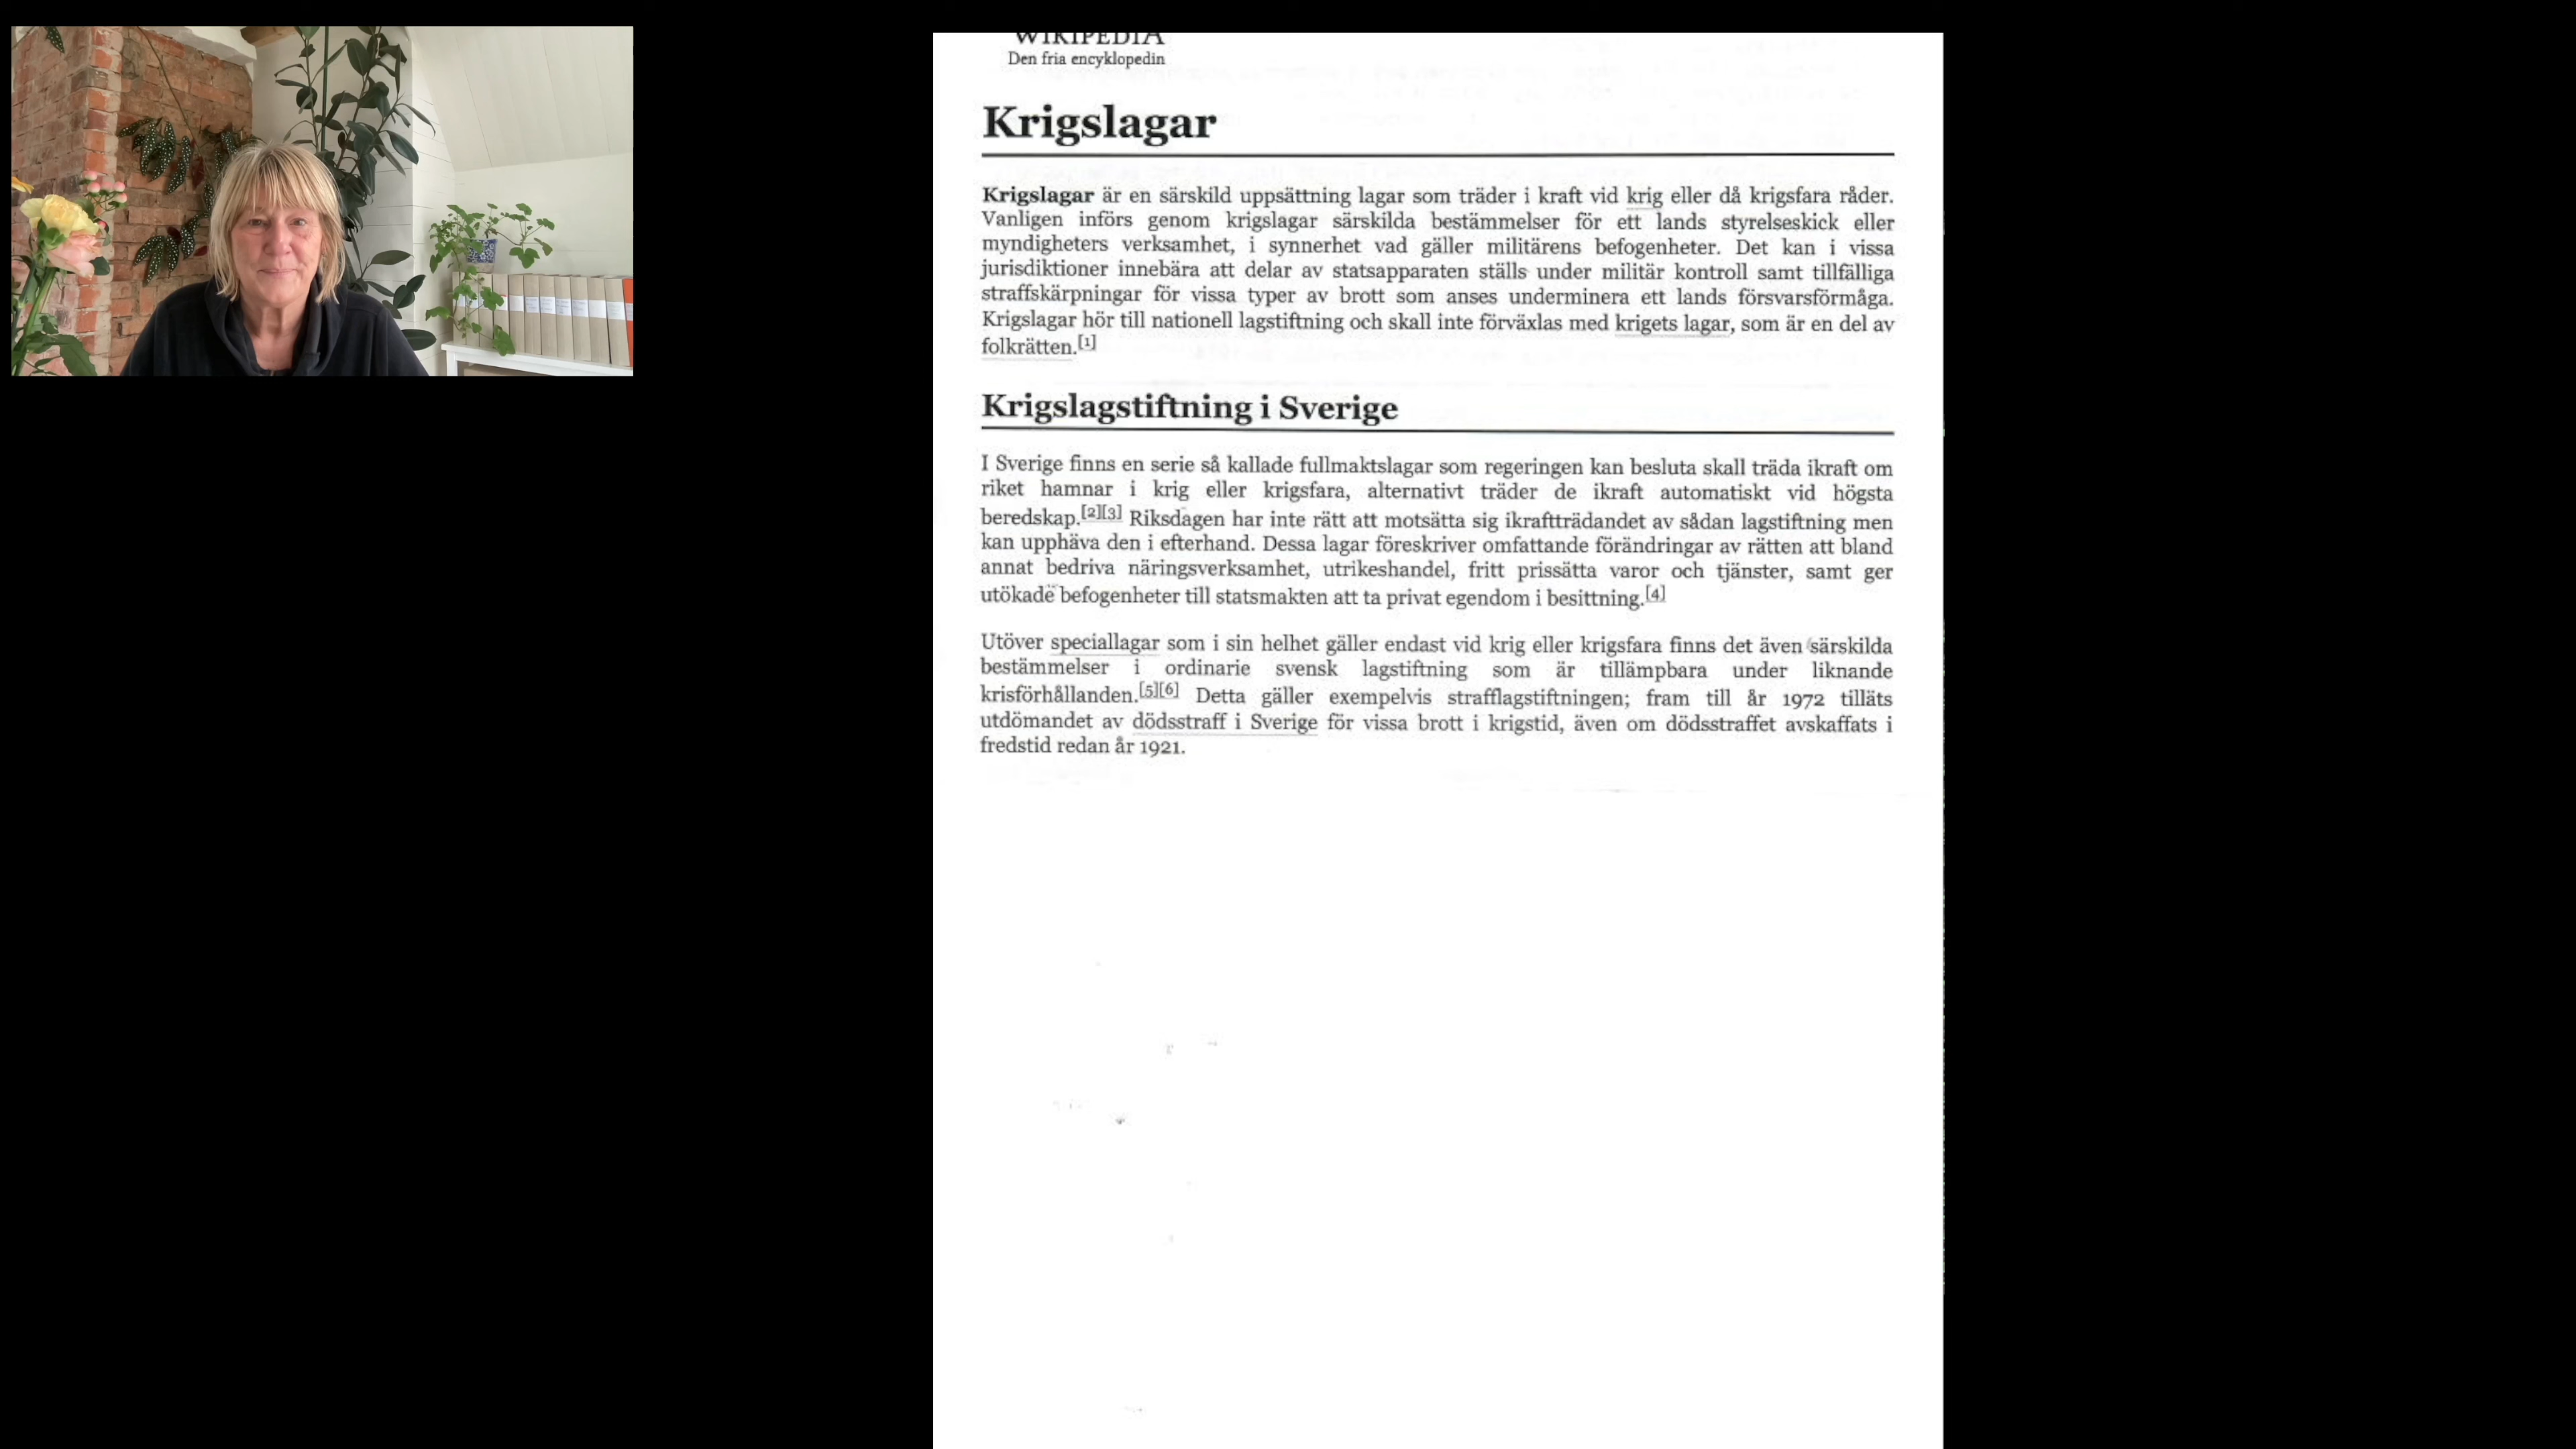 WIKIPEDIA
Den fria encyklopedin
Krigslagar
Krigslagar är en särskild uppsättning lagar som träder i kraft vid krig eller då krigsfara råder.
Vanligen införs genom krigslagar särskilda bestämmelser för ett lands styrelseskick eller
myndigheters verksamhet, i synnerhet vad gäller militärens befogenheter. Det kan i vissa
jurisdiktioner innebära att delar av statsapparaten ställs under militär kontroll samt tillfälliga
straffskärpningar för vissa typer av brott som anses underminera ett lands försvarsförmåga.
Krigslagar hör till nationell lagstiftning och skall inte förväxlas med krigets lagar, som är en del av
folkrätten.[1]
Krigslagstiftning i Sverige
I Sverige finns en serie så kallade fullmaktslagar som regeringen kan besluta skall träda ikraft om
riket hamnar i krig eller krigsfara, alternativt träder de ikraft automatiskt vid högsta
beredskap.[2][3] Riksdagen har inte rätt att motsätta sig ikraftträdandet av sådan lagstiftning men
kan upphäva den i efterhand. Dessa lagar föreskriver omfattande förändringar av rätten att bland
annat bedriva näringsverksamhet, utrikeshandel, fritt prissätta varor och tjänster, samt ger
utökade befogenheter till statsmakten att ta privat egendom i besittning.[4]
Utöver speciallagar som i sin helhet gäller endast vid krig eller krigsfara finns det även särskilda
bestämmelser i ordinarie svensk lagstiftning som är tillämpbara under liknande
krisförhållanden.[5][6] Detta gäller exempelvis strafflagstiftningen; fram till år 1972 tilläts
utdömandet av dödsstraff i Sverige för vissa brott i krigstid, även om dödsstraffet avskaffats i
fredstid redan år 1921.